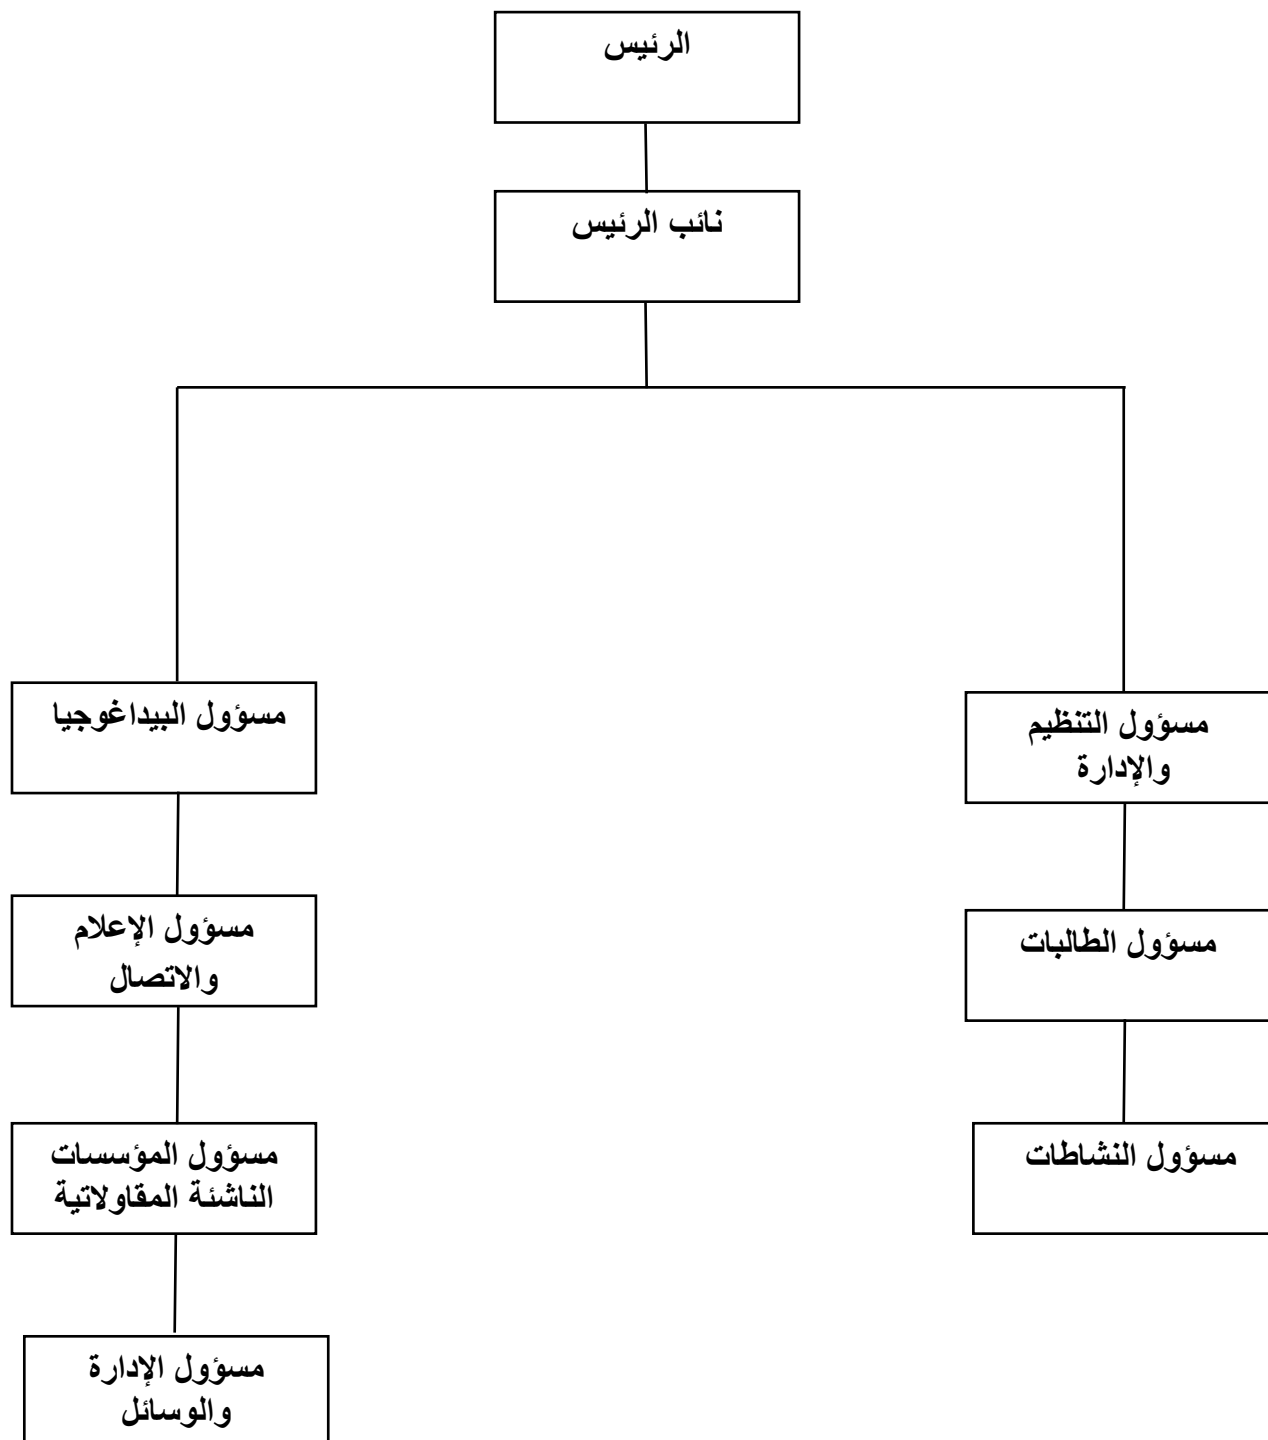 الرئيس
نائب الرئيس
مسؤول التنظيم
والإدارة
مسؤول الطالبات
مسؤول النشاطات
مسؤول البيداغوجيا
مسؤول الإعلام
والاتصال
مسؤول المؤسسات
الناشئة المقاولاتية
مسؤول الإدارة
والوسائل